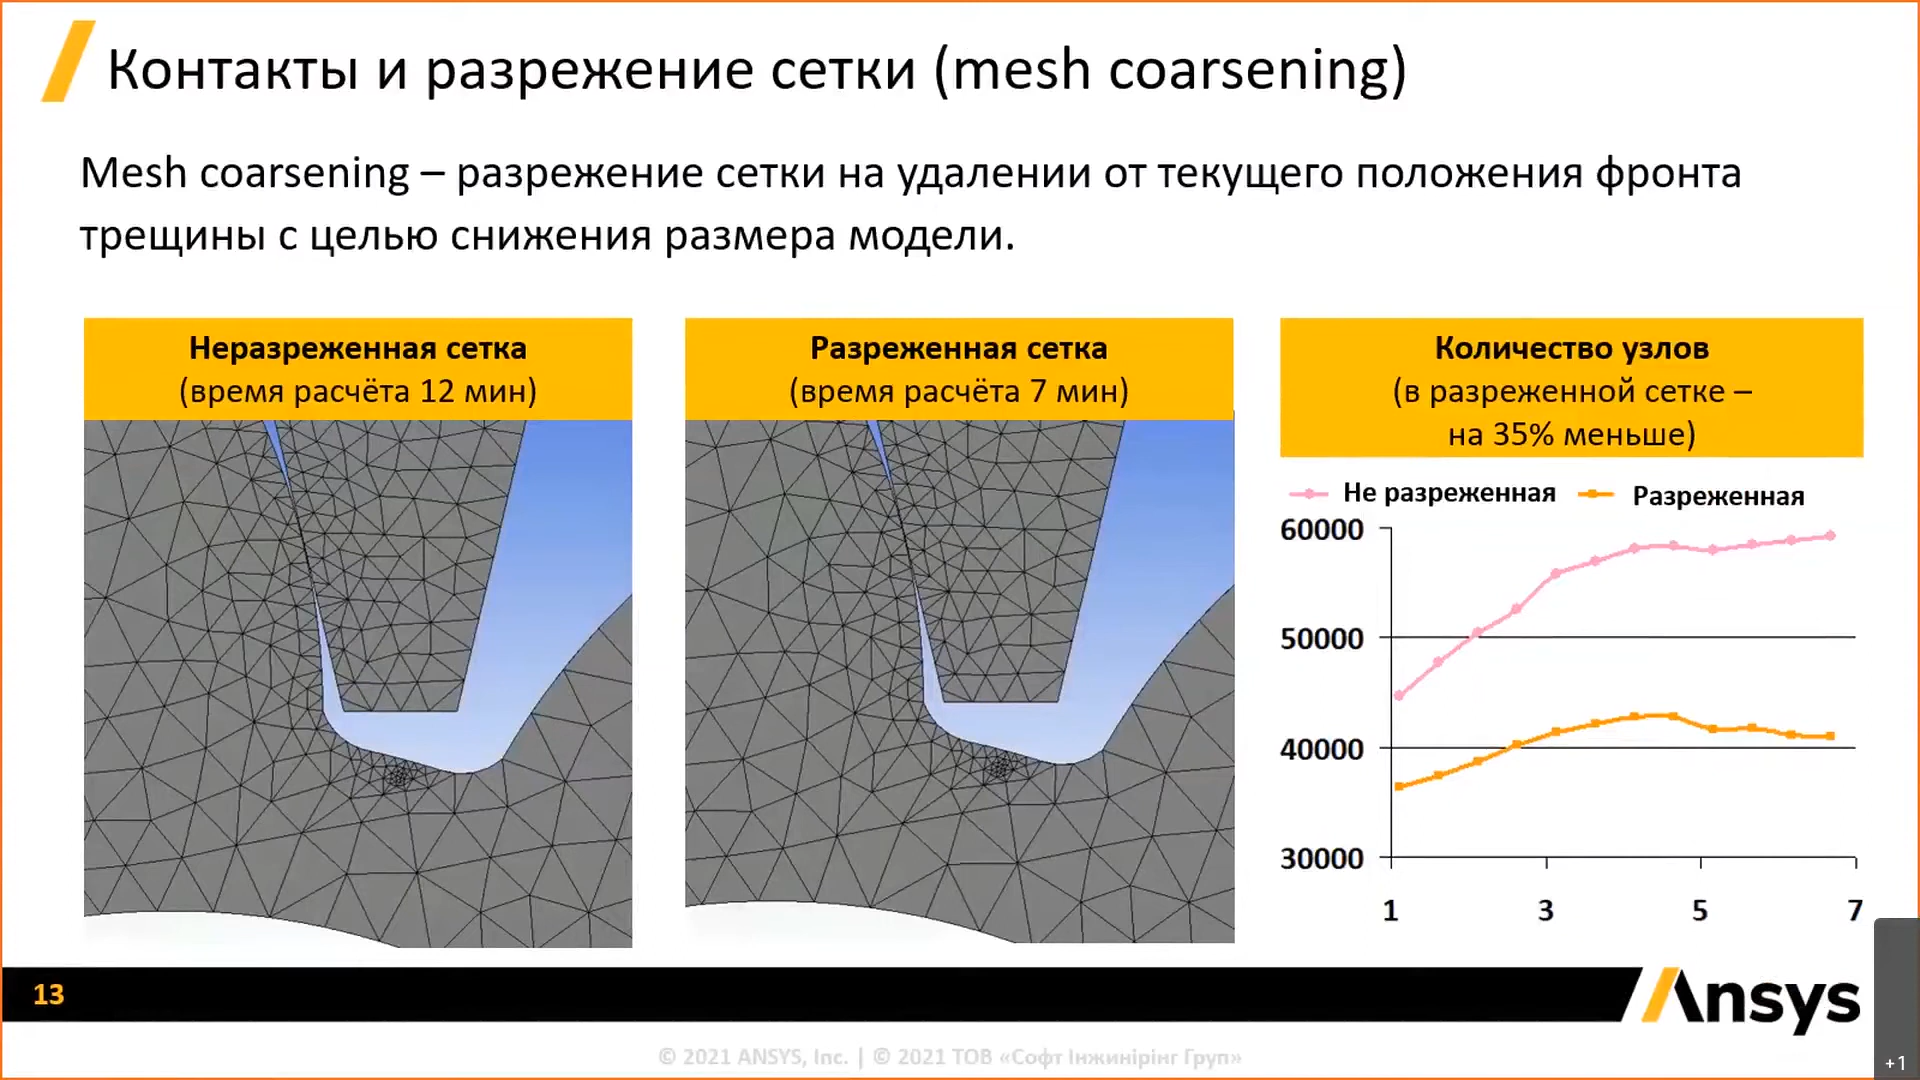 Контакты и разрежение сетки (mesh coarsening)
Mesh coarsening – разрежение сетки на удалении от текущего положения фронта
трещины с целью снижения размера модели.
Неразреженная сетка
(время расчёта 12 мин)
Разреженная сетка
(время расчёта 7 мин)
Количество узлов
(в разреженной сетке –
на 35% меньше)
Не разреженная
Разреженная
60000
50000
40000
30000
1 3 5 7
13
Ansys
© 2021 ANSYS, Inc. | © 2021 ТОВ «Софт Інжинірінг Груп»
+1